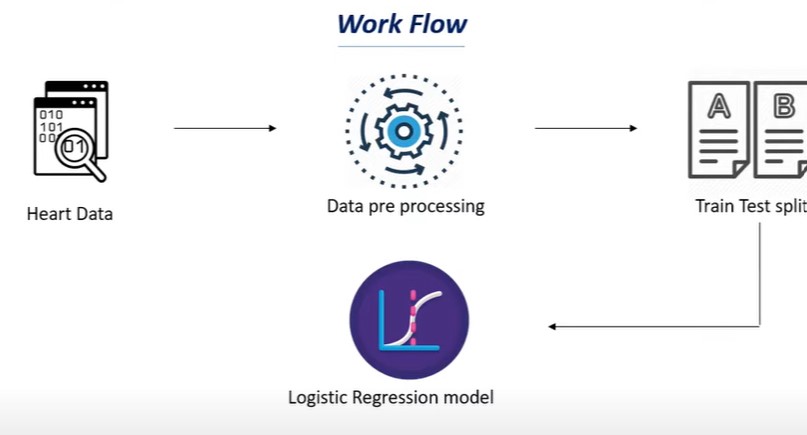 Work Flow
010
101
00
01
A
B
Heart Data
Data pre processing
Train Test split
Logistic Regression model